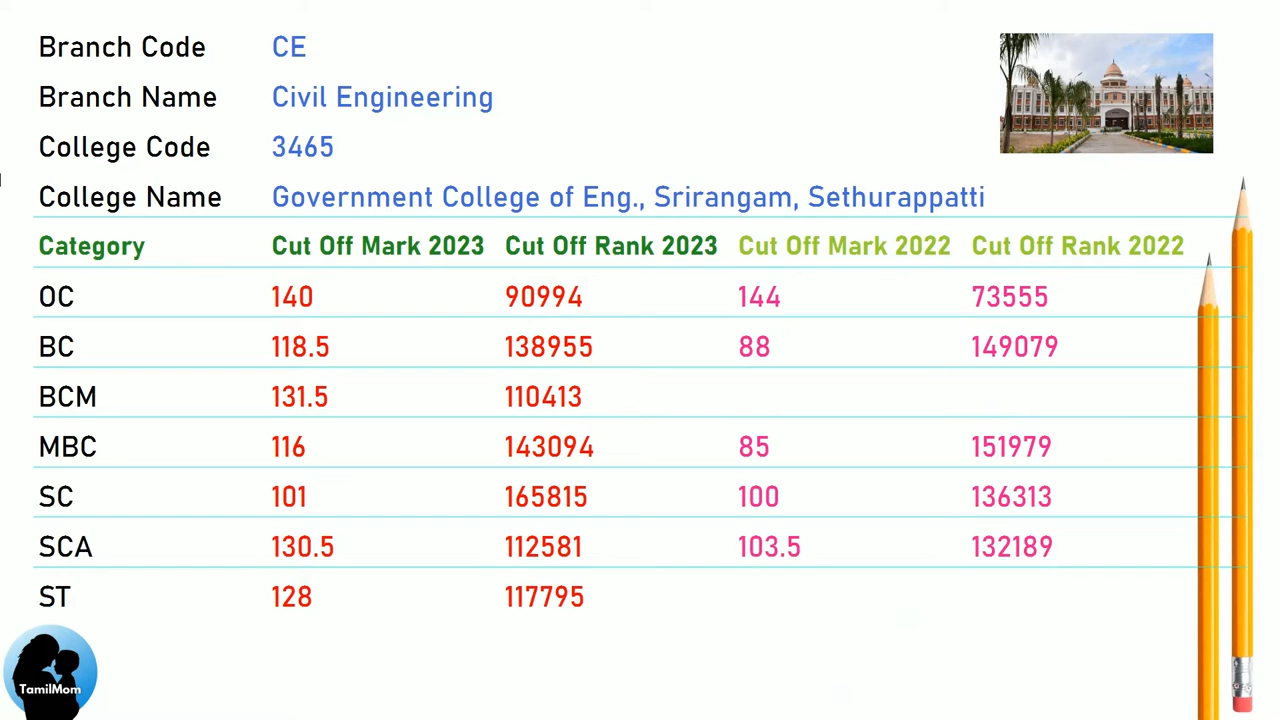 Branch Code CE
Branch Name Civil Engineering
College Code 3465
College Name Government College of Eng., Srirangam, Sethurappatti
Category Cut Off Mark 2023 Cut Off Rank 2023 Cut Off Mark 2022 Cut Off Rank 2022
OC 140 90994 144 73555
BC 118.5 138955 88 149079
BCM 131.5 110413
MBC 116 143094 85 151979
SC 101 165815 100 136313
SCA 130.5 112581 103.5 132189
ST 128 117795
TamilMom